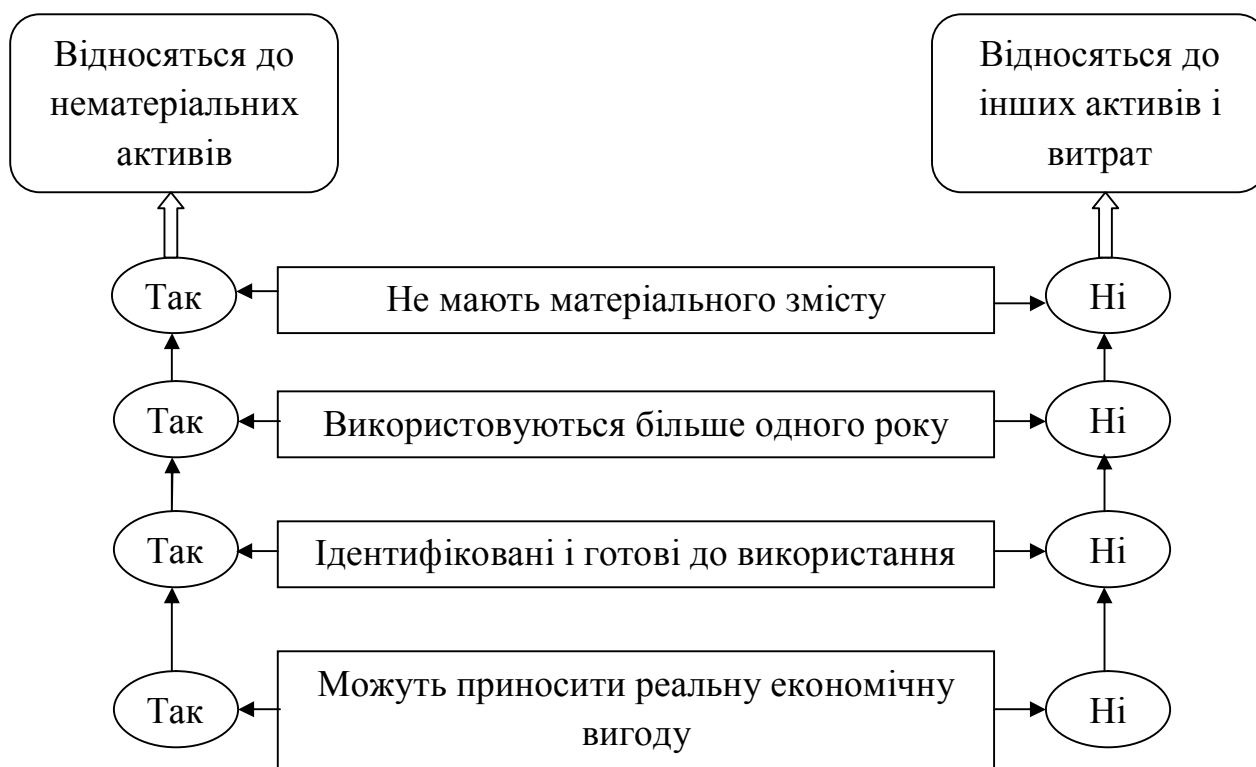 Відносяться до
нематеріальних
активів
Відносяться до
інших активів і
витрат
Так
Не мають матеріального змісту
Ні
Так
Використовуються більше одного року
Ні
Так
Ідентифіковані і готові до використання
Ні
Так
Можуть приносити реальну економічну
вигоду
Ні